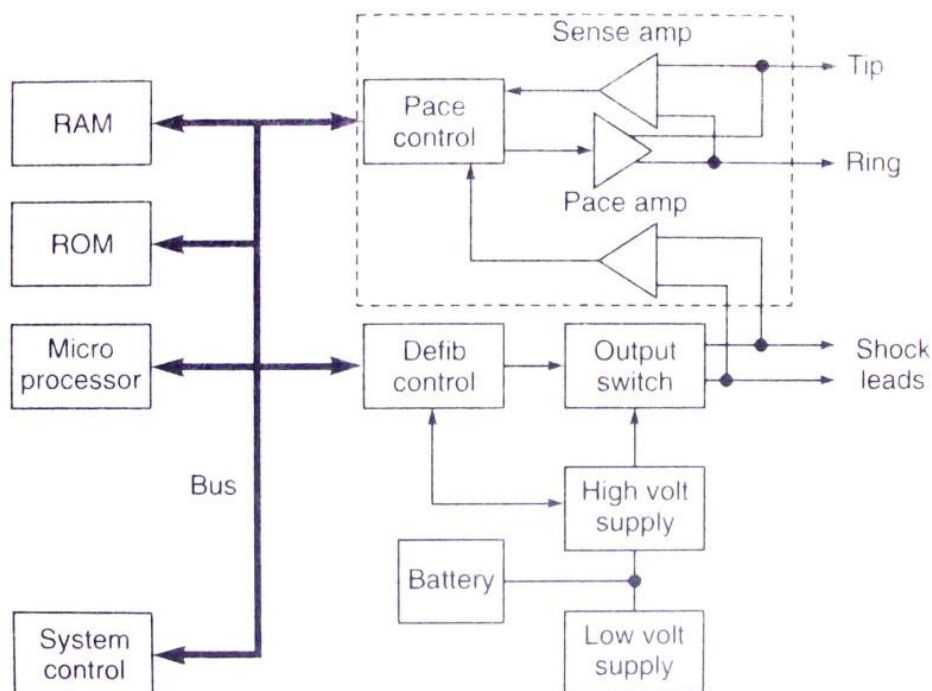 Sense amp
Tip
RAM
Pace
control
Ring
Pace amp
ROM
Micro
processor
Defib
control
Output
switch
Shock
leads
Bus
High volt
supply
Battery
System
control
Low volt
supply